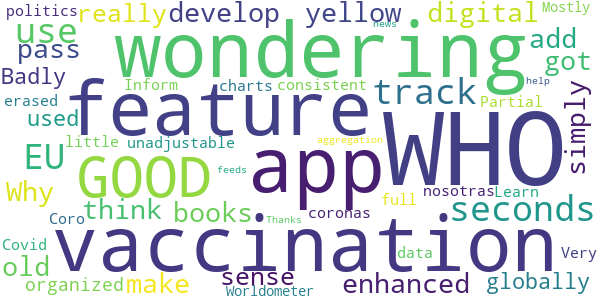 politics really develop yellow digital Mostly
news
use wondering add
pass got
Badly Inform charts consistent track help
erased feature Partial
used app WHO simply
little unadjustable aggregation
EU GOOD
feeds nosotras Learn
Why full
think books coronas seconds
Coro Thanks
Covid vaccination data Very
old sense
organized make Worldometer enhanced globally